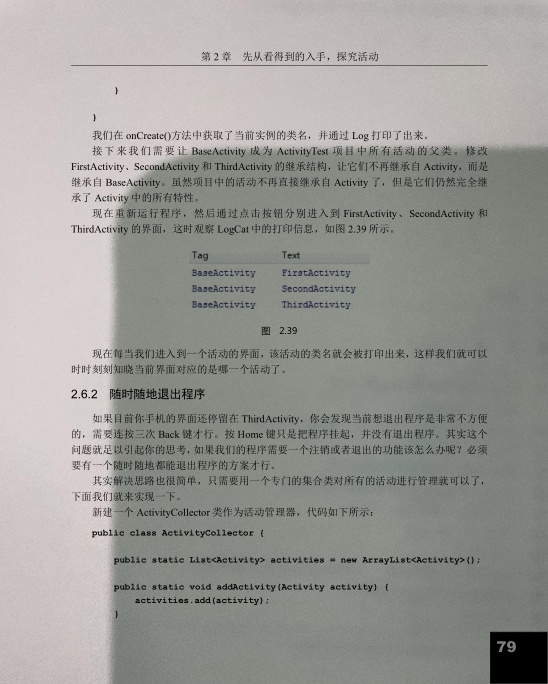 第 2 章　先从看得到的入手，探究活动
}
}
我们在 onCreate()方法中获取了当前实例的类名，并通过 Log 打印了出来。
接下来我们需要让 BaseActivity 成为 ActivityTest 项目中所有活动的父类。修改
FirstActivity、SecondActivity 和 ThirdActivity 的继承结构，让它们不再继承自 Activity，而是
继承自 BaseActivity。虽然项目中的活动不再直接继承自 Activity 了，但是它们仍然完全继
承了 Activity 中的所有特性。
现在重新运行程序，然后通过点击按钮分别进入到 FirstActivity、SecondActivity 和
ThirdActivity 的界面，这时观察 LogCat 中的打印信息，如图 2.39 所示。
Tag Text
BaseActivity FirstActivity
BaseActivity SecondActivity
BaseActivity ThirdActivity
图 2.39
现在每当我们进入到一个活动的界面，该活动的类名就会被打印出来，这样我们就可以
时时刻刻知晓当前界面对应的是哪一个活动了。
2.6.2 随时随地退出程序
如果目前你手机的界面还停留在 ThirdActivity，你会发现当前想退出程序是非常不方便
的，需要连按三次 Back 键才行。按 Home 键只是把程序挂起，并没有退出程序。其实这个
问题就足以引起你的思考，如果我们的程序需要一个注销或者退出的功能该怎么办呢？必须
要有一个随时随地都能退出程序的方案才行。
其实解决思路也很简单，只需要用一个专门的集合类对所有的活动进行管理就可以了，
下面我们就来实现一下。
新建一个 ActivityCollector 类作为活动管理器，代码如下所示：
public class ActivityCollector {
public static List<Activity> activities = new ArrayList<Activity>();
public static void addActivity(Activity activity) {
activities.add(activity);
}
79